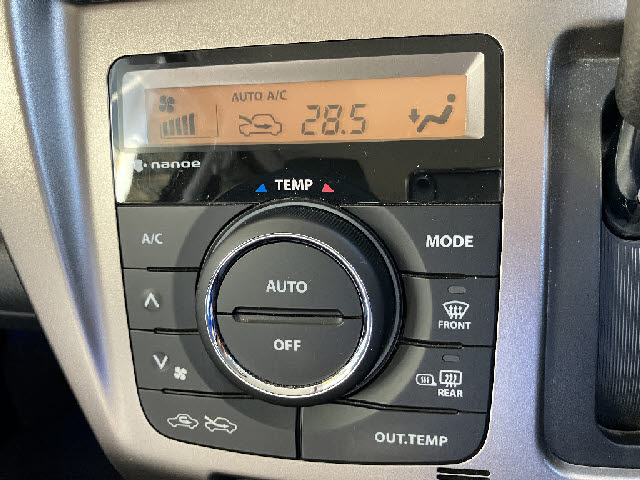 AUTO A/C
28.5
nanoe
TEMP
A/C
MODE
AUTO
OFF
FRONT
REAR
OUT.TEMP